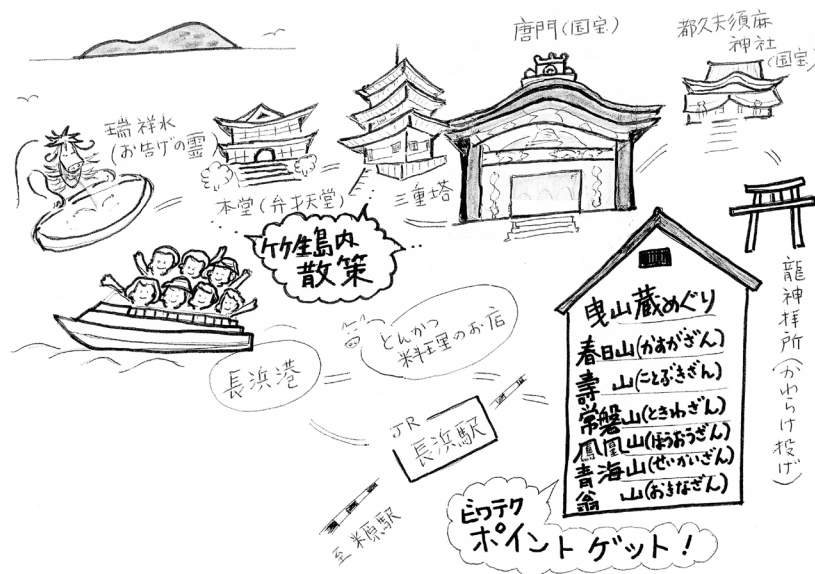 唐門(国宝)
都久夫須麻
神社
(国宝)
瑞祥水
(お告げの霊)
本堂(弁才天堂)
三重塔
竹生島内
散策
龍神拝所(かわらけ投げ)
長浜港
とんかつ
料理のお店
JR
長浜駅
至米原駅
曳山蔵めぐり
春日山(かすがざん)
壽山(ことぶきざん)
常磐山(ときわざん)
鳳凰山(ほうおうざん)
青海山(せいかいざん)
翁山(おきなざん)
ビワテク
ポイントゲット!